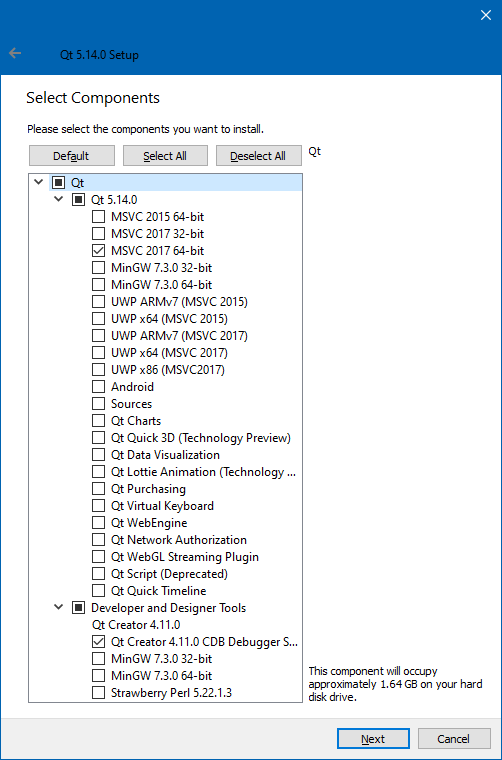 Qt 5.14.0 Setup
Select Components
Please select the components you want to install.
Default Select All Deselect All Qt
Qt
Qt 5.14.0
MSVC 2015 64-bit
MSVC 2017 32-bit
MSVC 2017 64-bit
MinGW 7.3.0 32-bit
MinGW 7.3.0 64-bit
UWP ARMv7 (MSVC 2015)
UWP x64 (MSVC 2015)
UWP ARMv7 (MSVC 2017)
UWP x64 (MSVC 2017)
UWP x86 (MSVC2017)
Android
Sources
Qt Charts
Qt Quick 3D (Technology Preview)
Qt Data Visualization
Qt Lottie Animation (Technology ...
Qt Purchasing
Qt Virtual Keyboard
Qt WebEngine
Qt Network Authorization
Qt WebGL Streaming Plugin
Qt Script (Deprecated)
Qt Quick Timeline
Developer and Designer Tools
Qt Creator 4.11.0
Qt Creator 4.11.0 CDB Debugger S...
MinGW 7.3.0 32-bit
MinGW 7.3.0 64-bit
Strawberry Perl 5.22.1.3
This component will occupy
approximately 1.64 GB on your hard
disk drive.
Next Cancel